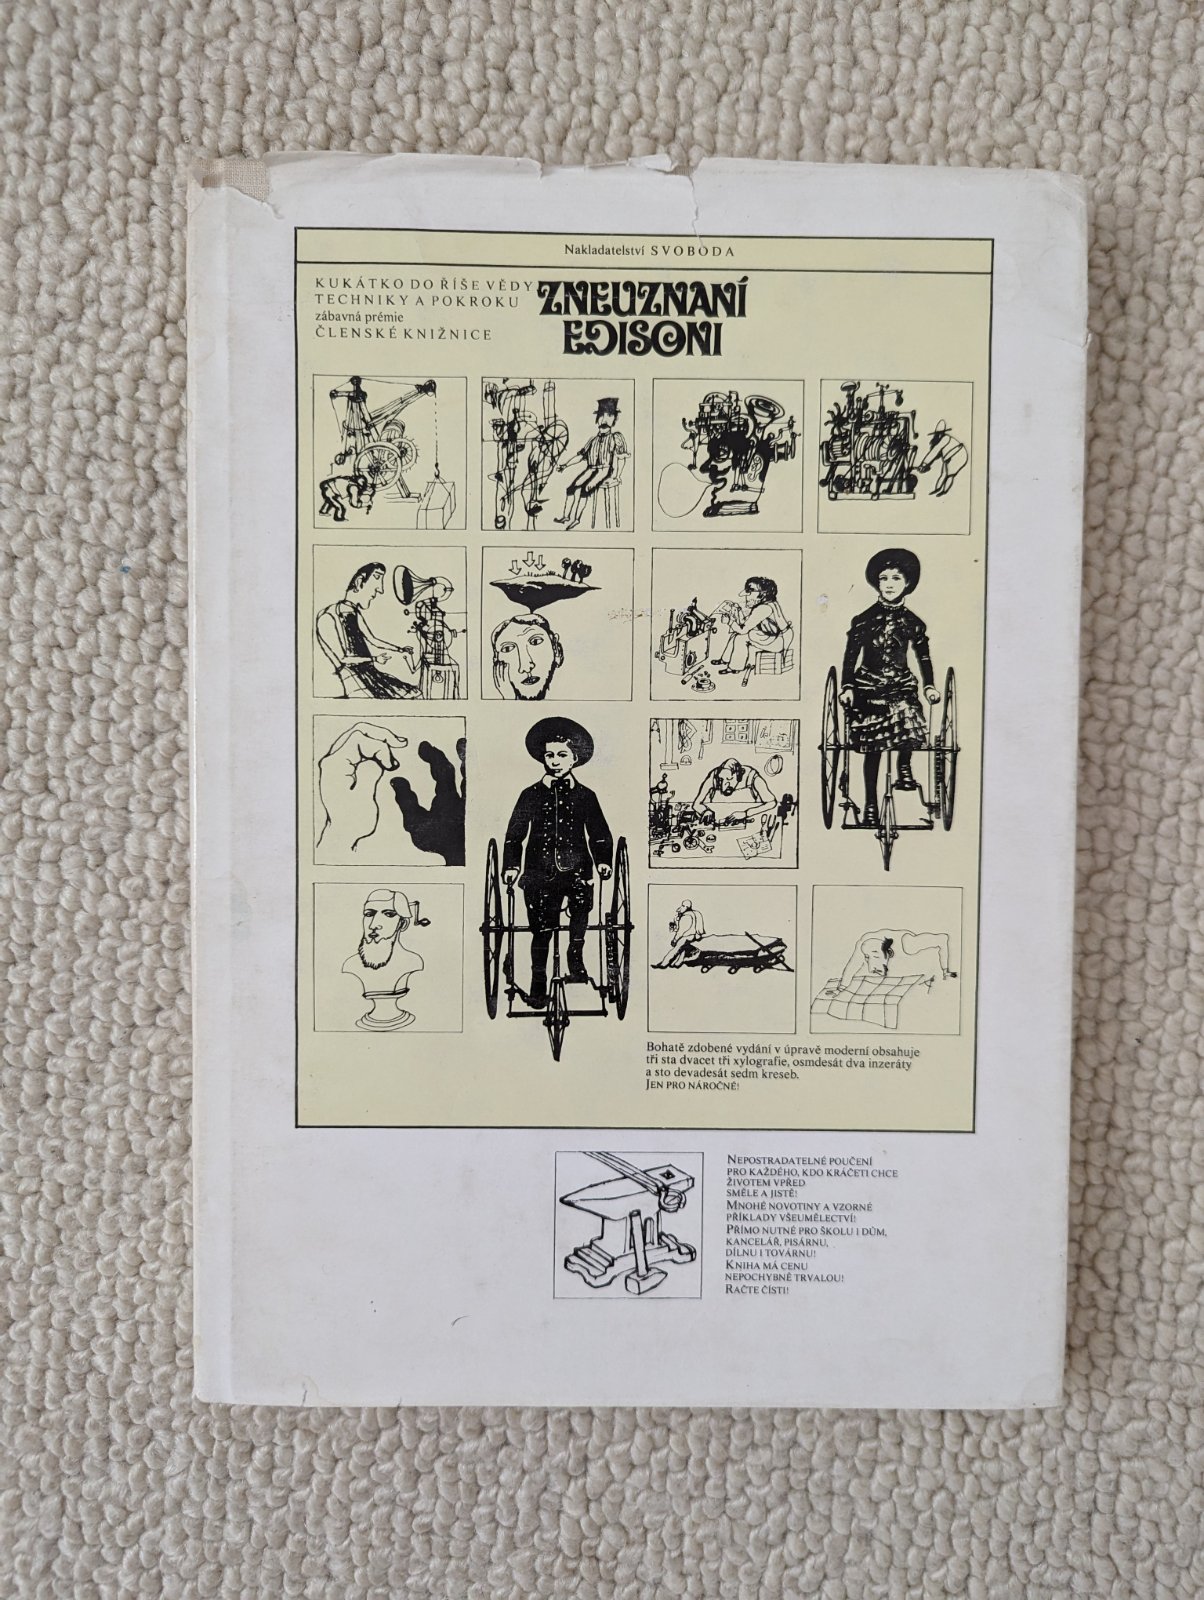 Nakladatelství SVOBODA
KUKÁTKO DO ŘÍŠE VĚDY
TECHNIKY A POKROKU
zábavná prémie
ČLENSKÉ KNIŽNICE
ZNEUZNANÍ
EDISONI
Bohatě zdobené vydání v úpravě moderní obsahuje
tři sta dvacet tři xylografie, osmdesát dva inzeráty
a sto devadesát sedm kreseb.
JEN PRO NÁROČNÉ!
NEPOSTRADATELNÉ POUČENÍ
PRO KAŽDÉHO, KDO KRÁČETI CHCE
ŽIVOTEM VPŘED
SMĚLE A JISTĚ!
MNOHÉ NOVOTINY A VZORNÉ
PŘÍKLADY VŠEUMĚLECTVÍ!
PŘÍMO NUTNÉ PRO ŠKOLU I DŮM,
KANCELÁŘ, PISÁRNU,
DÍLNU I TOVÁRNU!
KNIHA MÁ CENU
NEPOCHYBNĚ TRVALOU!
RAČTE ČÍSTI!